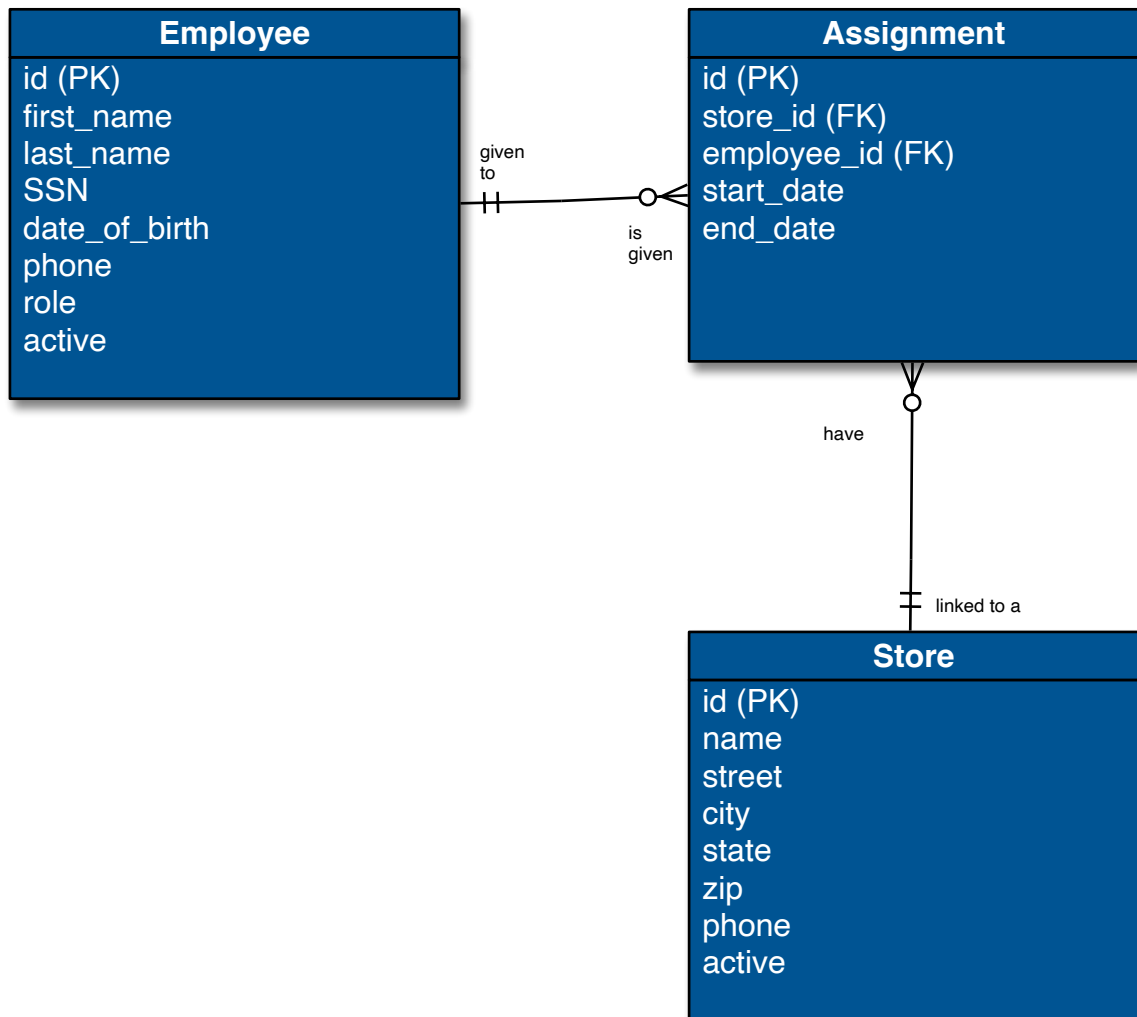 Employee
id (PK)
first_name
last_name
SSN
date_of_birth
phone
role
active
given
to
is
given
Assignment
id (PK)
store_id (FK)
employee_id (FK)
start_date
end_date
have
linked to a
Store
id (PK)
name
street
city
state
zip
phone
active